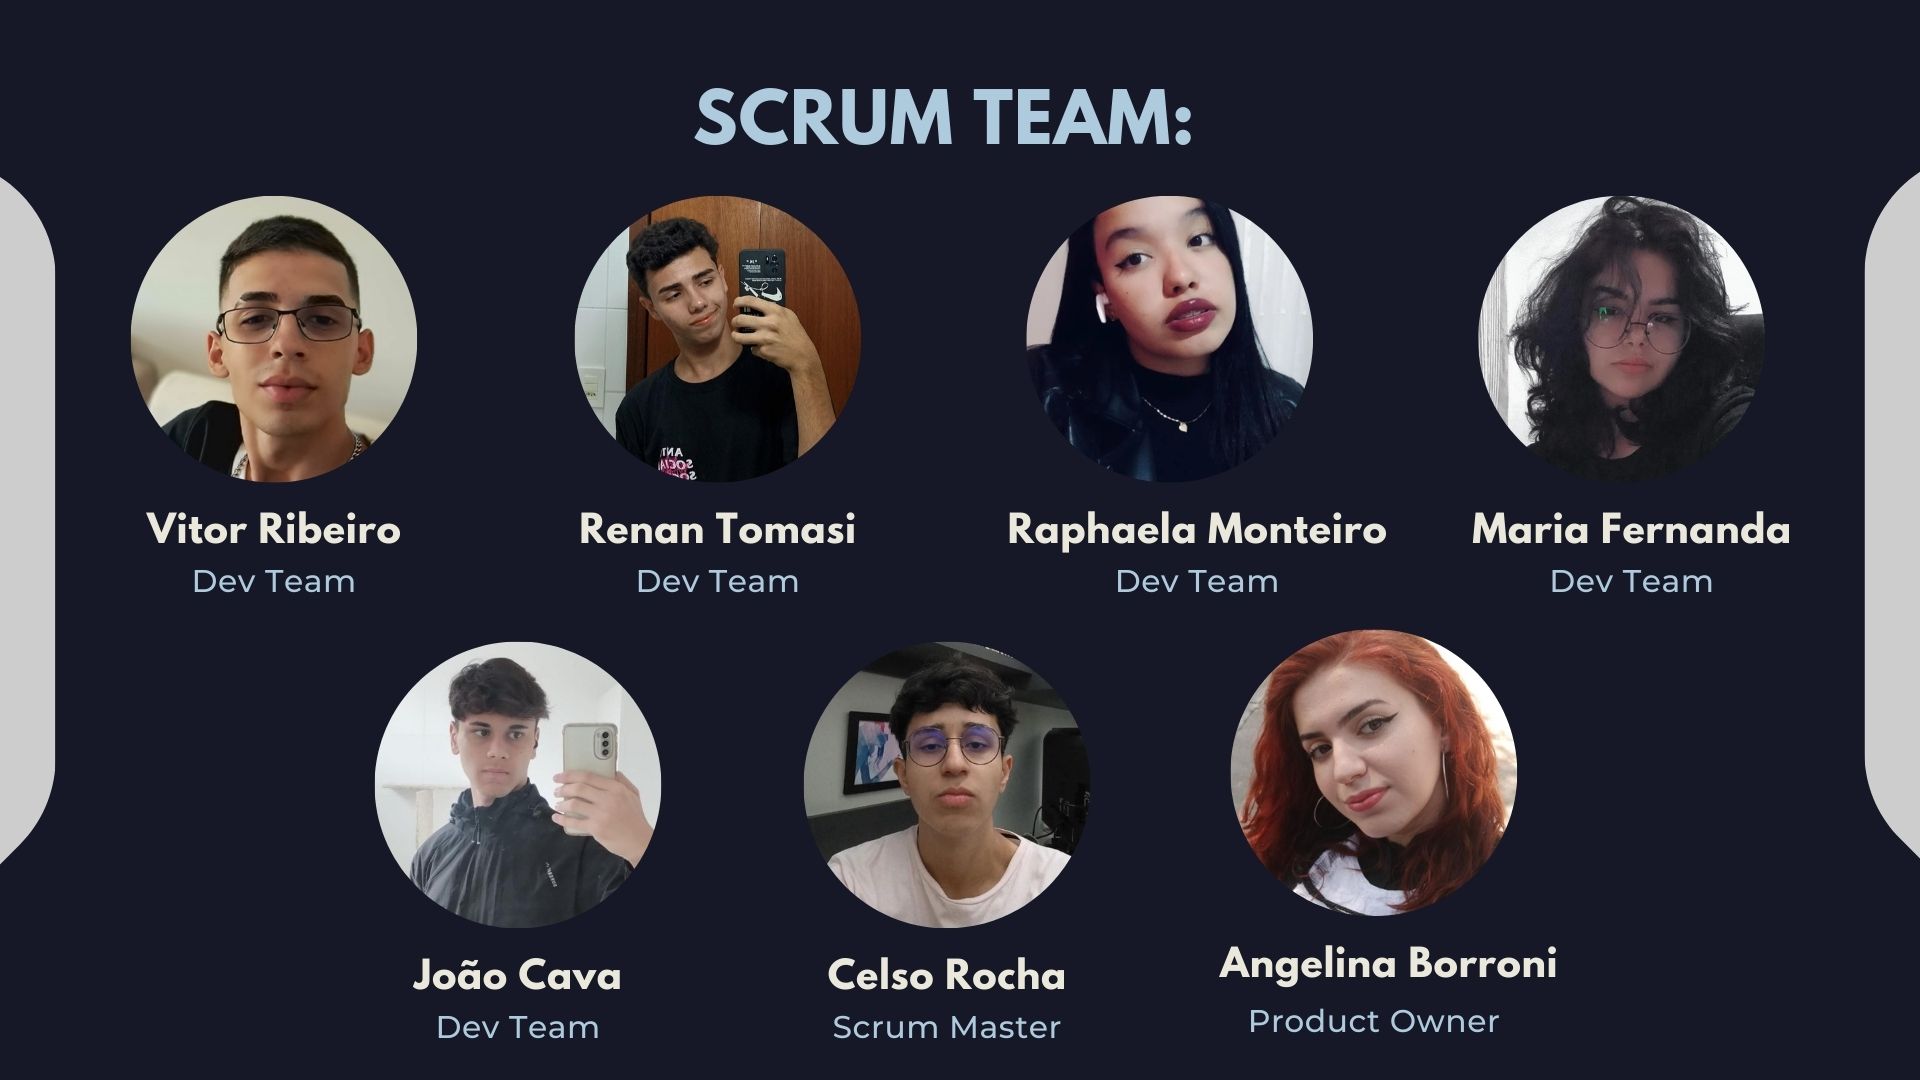 SCRUM TEAM:
Vitor Ribeiro
Dev Team
Renan Tomasi
Dev Team
Raphaela Monteiro
Dev Team
Maria Fernanda
Dev Team
João Cava
Dev Team
Celso Rocha
Scrum Master
Angelina Borroni
Product Owner